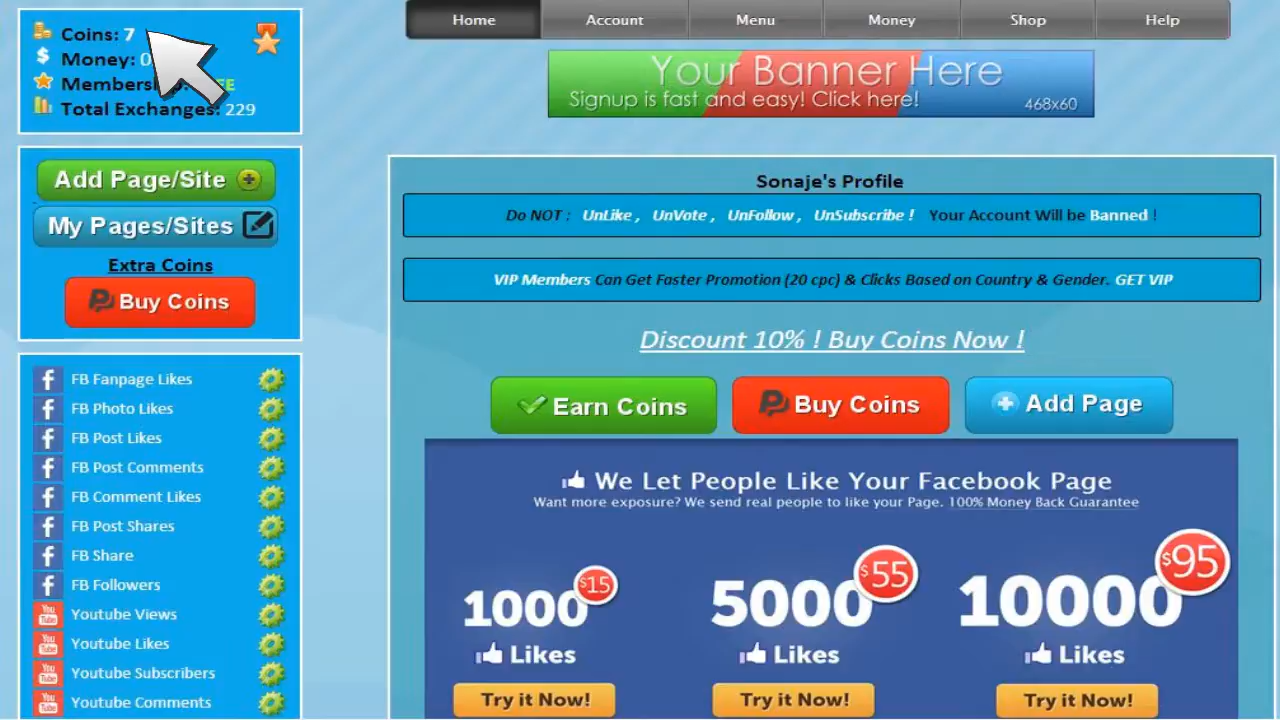 Coins: 7
Money: 0
Total Exchanges: 229
Add Page/Site
My Pages/Sites
Extra Coins
Buy Coins
FB Fanpage Likes
FB Photo Likes
FB Post Likes
FB Post Comments
FB Comment Likes
FB Post Shares
FB Share
FB Followers
Youtube Views
Youtube Likes
Youtube Subscribers
Youtube Comments
Home Account Menu Money Shop Help
Your Banner Here
Signup is fast and easy! Click here!
468x60
Sonaje's Profile
Do NOT : UnLike , UnVote , UnFollow , UnSubscribe ! Your Account Will be Banned !
VIP Members Can Get Faster Promotion (20 cpc) & Clicks Based on Country & Gender. GET VIP
Discount 10% ! Buy Coins Now !
Earn Coins Buy Coins Add Page
We Let People Like Your Facebook Page
Want more exposure? We send real people to like your Page. 100% Money Back Guarantee
1000 $15 5000 $55 10000 $95
Likes Likes Likes
Try it Now! Try it Now! Try it Now!